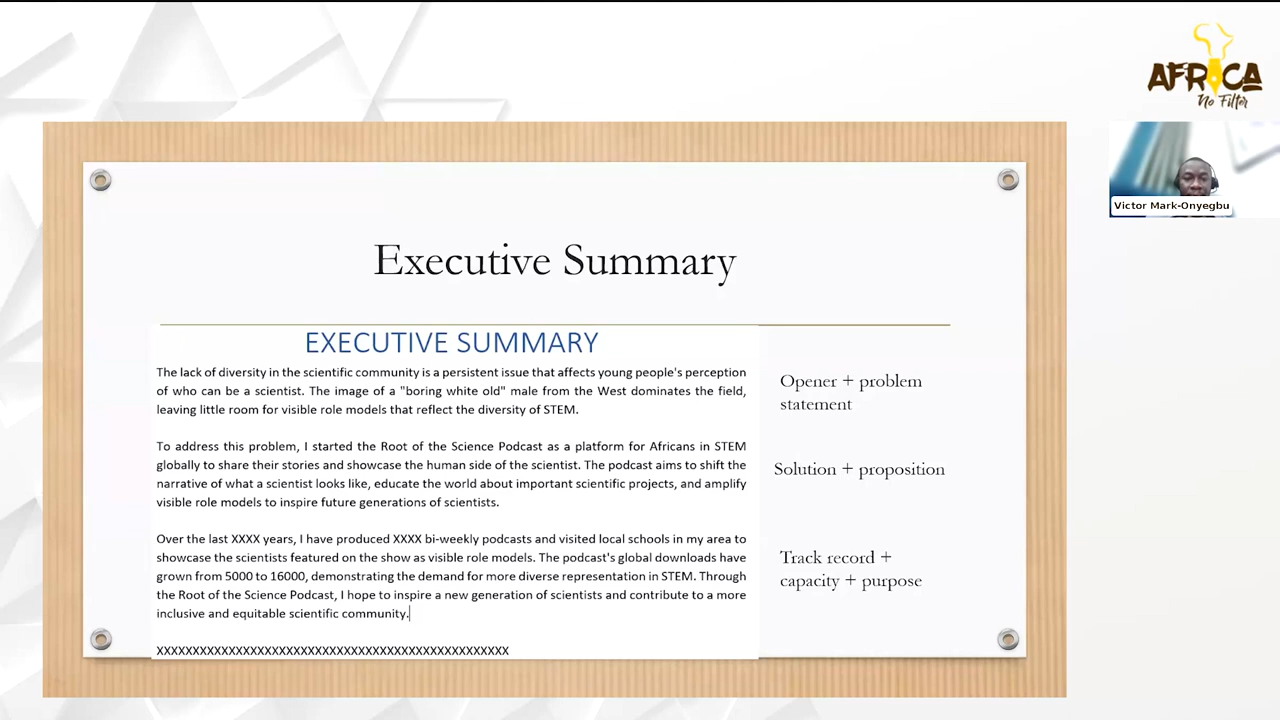 AFRICA
No Filter
Victor Mark-Onyegbu
Executive Summary
EXECUTIVE SUMMARY
The lack of diversity in the scientific community is a persistent issue that affects young people's perception
of who can be a scientist. The image of a "boring white old" male from the West dominates the field,
leaving little room for visible role models that reflect the diversity of STEM.
To address this problem, I started the Root of the Science Podcast as a platform for Africans in STEM
globally to share their stories and showcase the human side of the scientist. The podcast aims to shift the
narrative of what a scientist looks like, educate the world about important scientific projects, and amplify
visible role models to inspire future generations of scientists.
Over the last XXXX years, I have produced XXXX bi-weekly podcasts and visited local schools in my area to
showcase the scientists featured on the show as visible role models. The podcast's global downloads have
grown from 5000 to 16000, demonstrating the demand for more diverse representation in STEM. Through
the Root of the Science Podcast, I hope to inspire a new generation of scientists and contribute to a more
inclusive and equitable scientific community.
XXXXXXXXXXXXXXXXXXXXXXXXXXXXXXXXXXXXXXXXXXXXXXXXX
Opener + problem
statement
Solution + proposition
Track record +
capacity + purpose